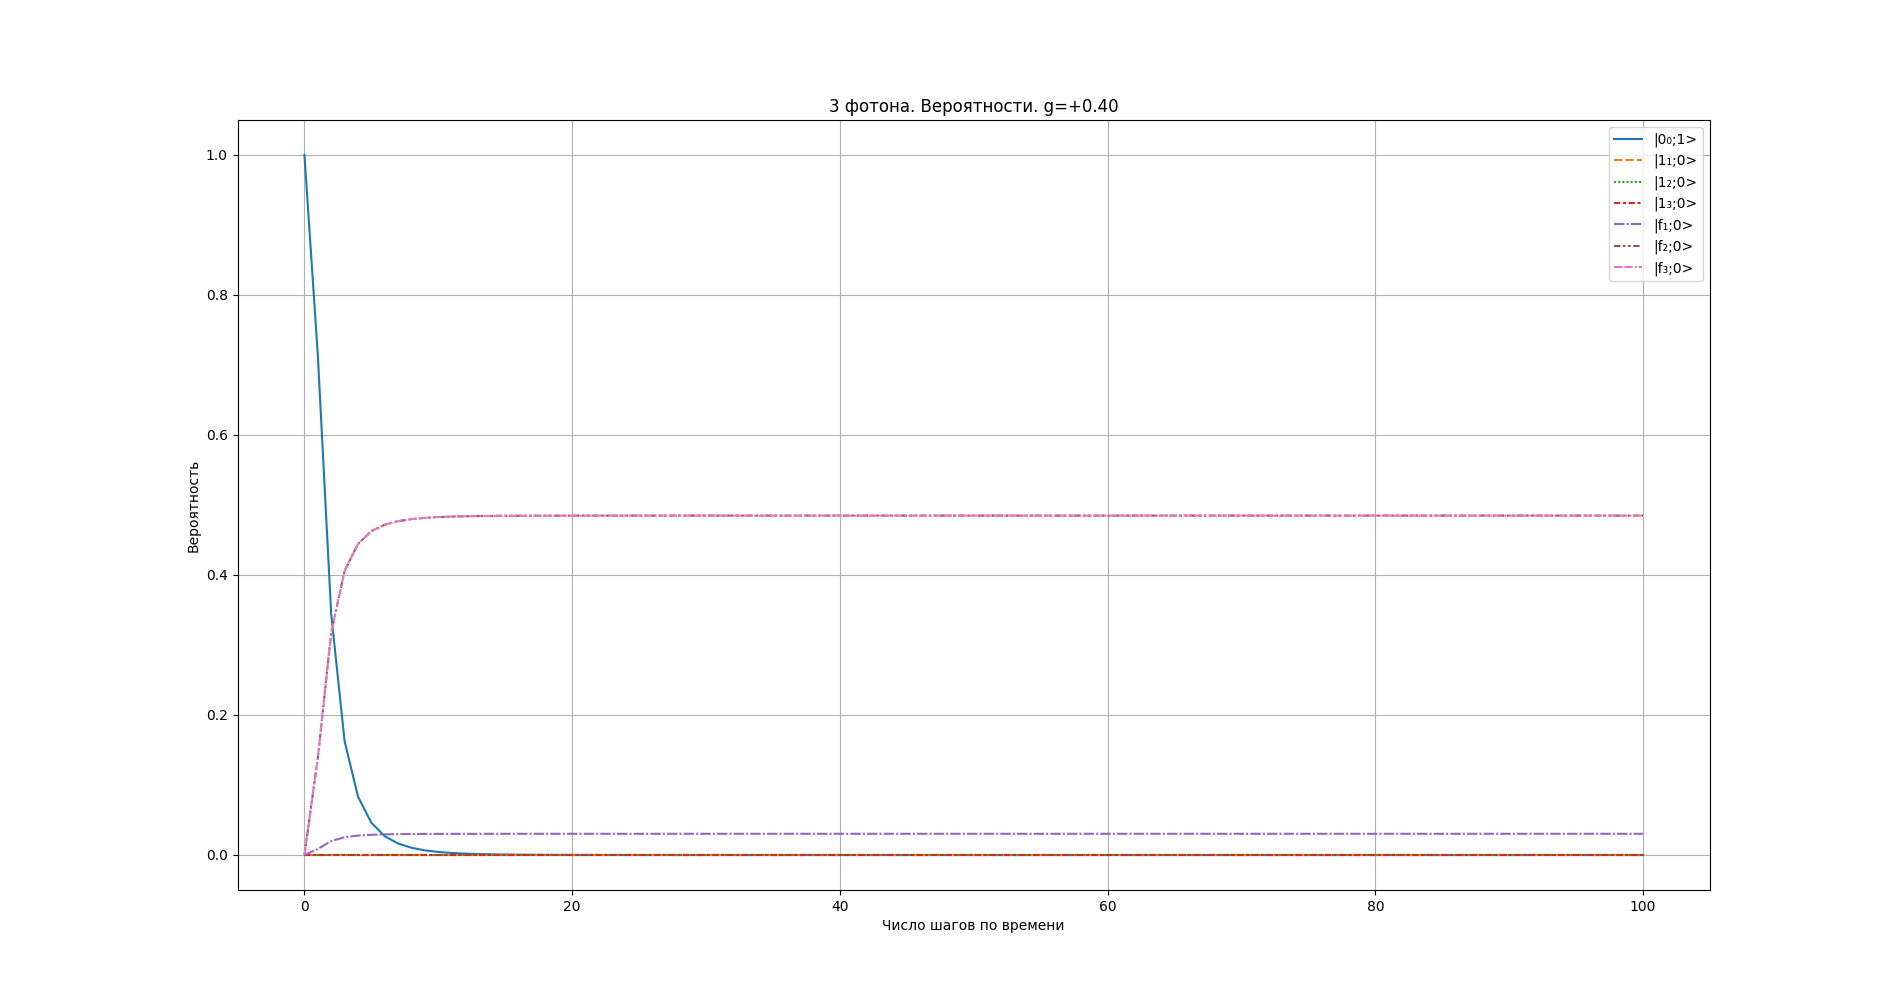 3 фотона. Вероятности. g=+0.40
|0₀;1>
|1₁;0>
|1₂;0>
|1₃;0>
|f₁;0>
|f₂;0>
|f₃;0>
1.0
0.8
0.6
0.4
0.2
0.0
Вероятность
0 20 40 60 80 100
Число шагов по времени